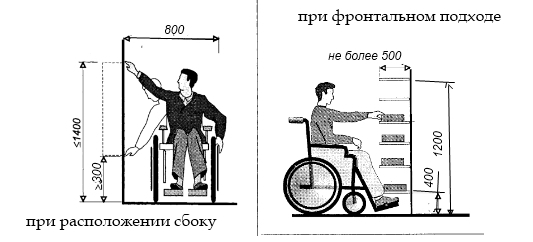 800
≤1400
≥300
при расположении сбоку
при фронтальном подходе
не более 500
1200
400